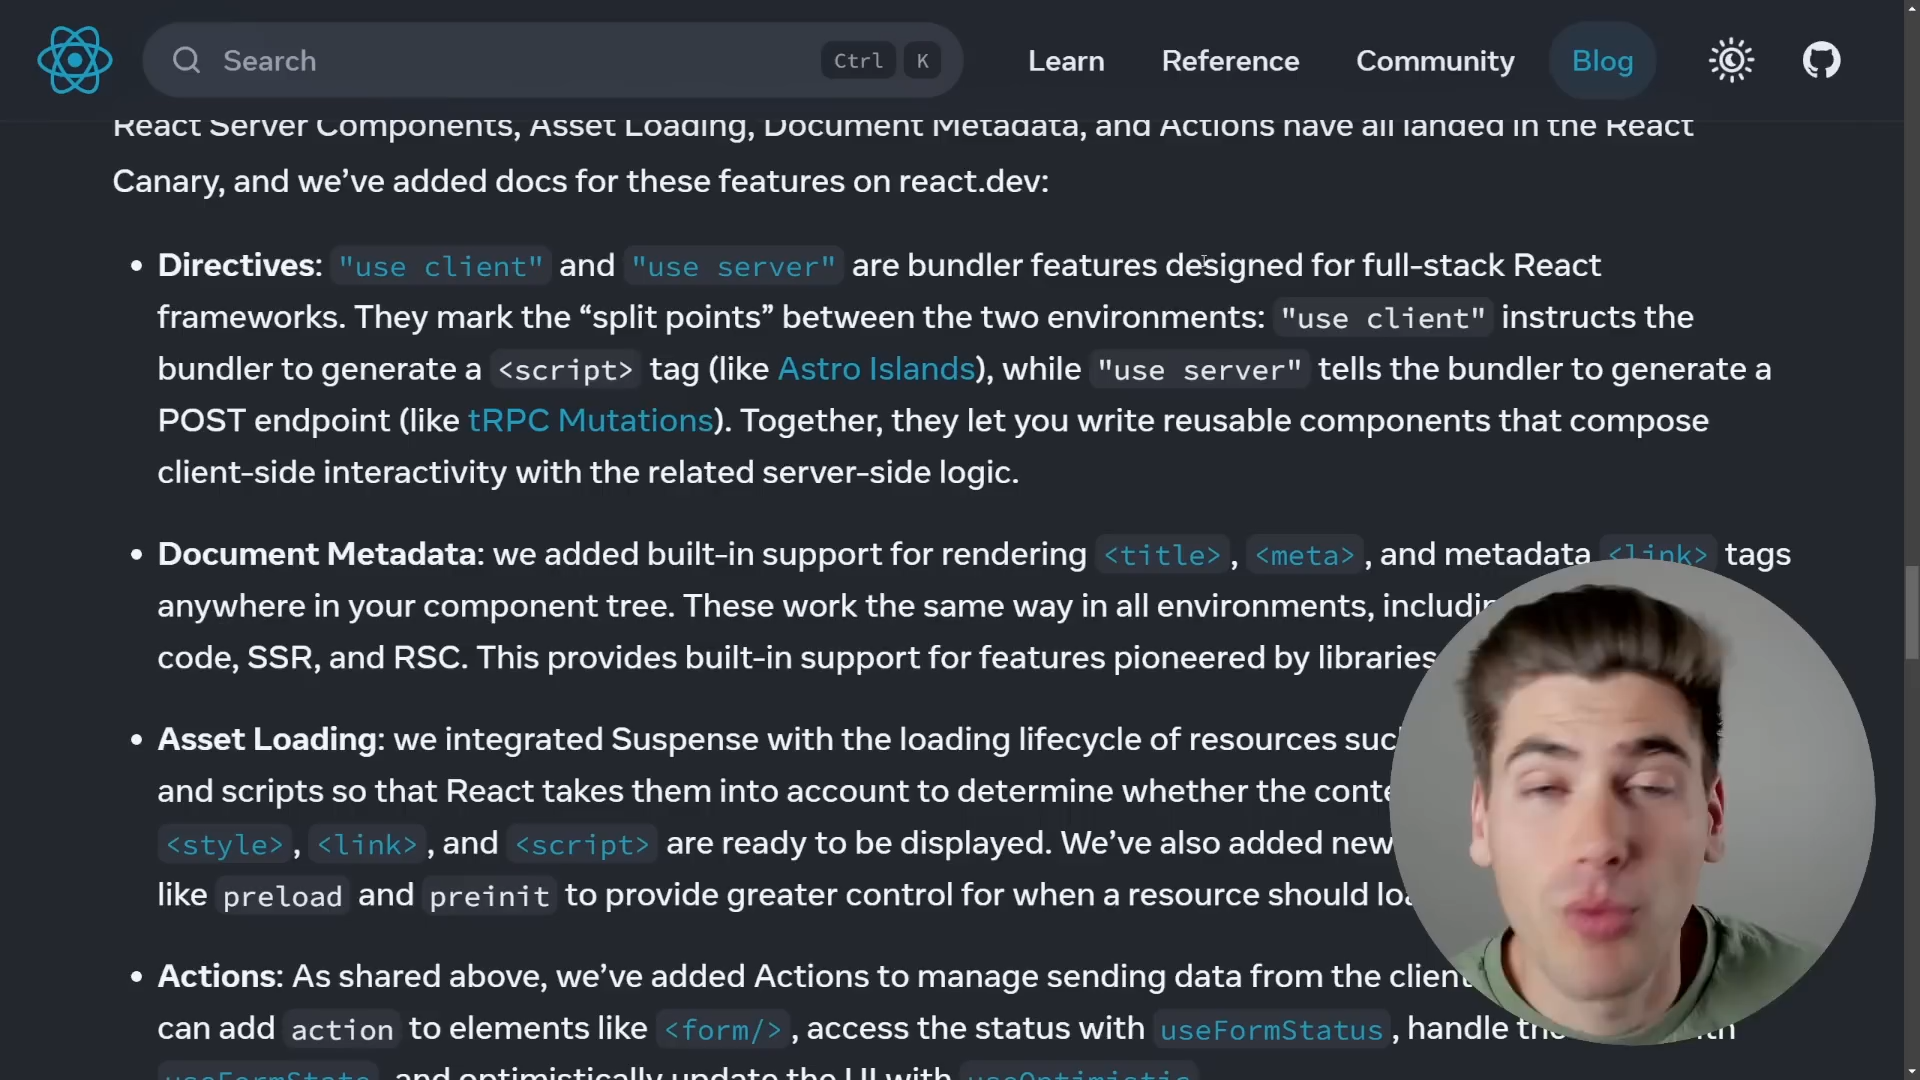 Search
Ctrl K
Learn
Reference
Community
Blog
React Server Components, Asset Loading, Document Metadata, and Actions have all landed in the React
Canary, and we’ve added docs for these features on react.dev:
• Directives: "use client" and "use server" are bundler features designed for full-stack React
frameworks. They mark the “split points” between the two environments: "use client" instructs the
bundler to generate a <script> tag (like Astro Islands), while "use server" tells the bundler to generate a
POST endpoint (like tRPC Mutations). Together, they let you write reusable components that compose
client-side interactivity with the related server-side logic.
• Document Metadata: we added built-in support for rendering <title>, <meta>, and metadata <link> tags
anywhere in your component tree. These work the same way in all environments,
code, SSR, and RSC. This provides built-in support for features pioneered by libraries
• Asset Loading: we integrated Suspense with the loading lifecycle of resources
and scripts so that React takes them into account to determine whether the
<style>, <link>, and <script> are ready to be displayed. We’ve also added new
like preload and preinit to provide greater control for when a resource should
• Actions: As shared above, we’ve added Actions to manage sending data from the client
can add action to elements like <form/>, access the status with useFormStatus, handle
useFormState, and optimistically update the UI with useOptimistic.